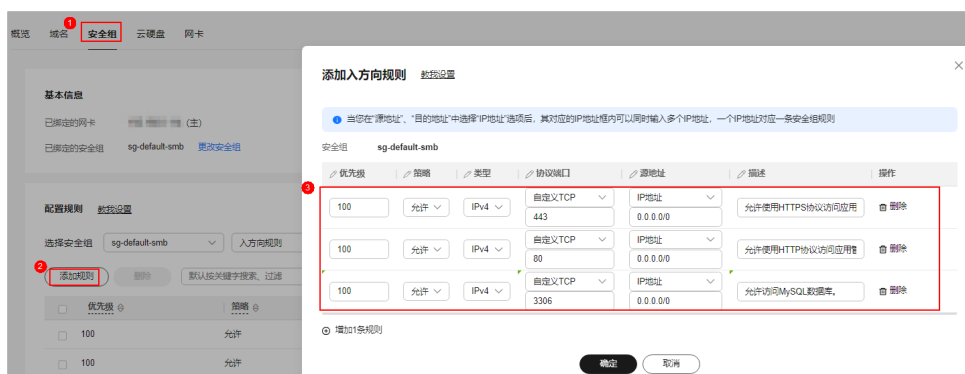 1
概览 域名 安全组 云硬盘 网卡
基本信息
已绑定的网卡 (主)
已绑定的安全组 sg-default-smb 更改安全组
配置规则 教我设置
选择安全组 sg-default-smb 入方向规则
2
添加规则 删除 默认按关键字搜索、过滤
优先级 策略
100 允许
100 允许
添加入方向规则 教我设置
当您在“源地址”、“目的地址”中选择“IP地址”选项后，其对应的IP地址框内可以同时输入多个IP地址，一个IP地址对应一条安全组规则
安全组 sg-default-smb
优先级 策略 类型 协议端口 源地址 描述 操作
3
100 允许 IPv4 自定义TCP IP地址 允许使用HTTPS协议访问应用 删除
443 0.0.0.0/0
100 允许 IPv4 自定义TCP IP地址 允许使用HTTP协议访问应用 删除
80 0.0.0.0/0
100 允许 IPv4 自定义TCP IP地址 允许访问MySQL数据库。 删除
3306 0.0.0.0/0
增加1条规则
确定 取消